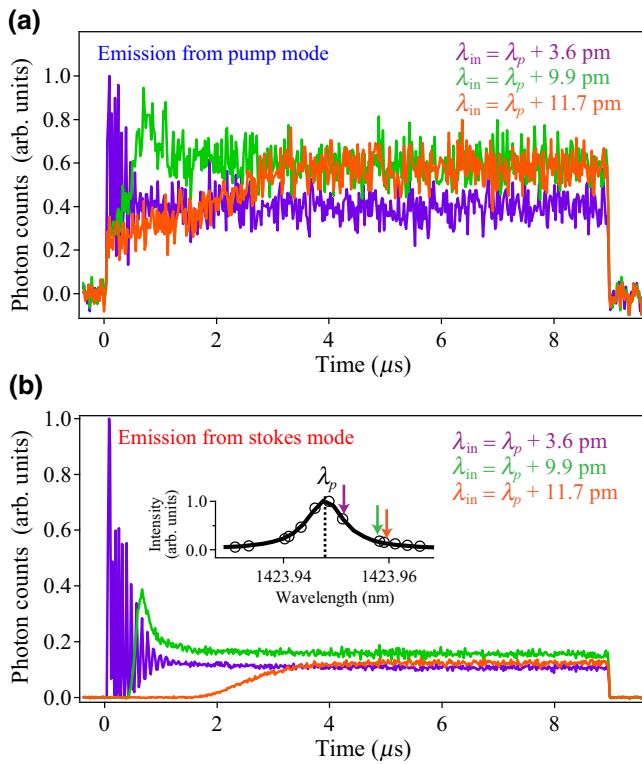 (a)
Emission from pump mode
λin = λp + 3.6 pm
λin = λp + 9.9 pm
λin = λp + 11.7 pm
Photon counts (arb. units)
1.0
0.8
0.6
0.4
0.2
0.0
0 2 4 6 8
Time (μs)
(b)
Emission from stokes mode
λin = λp + 3.6 pm
λin = λp + 9.9 pm
λin = λp + 11.7 pm
Photon counts (arb. units)
1.0
0.8
0.6
0.4
0.2
0.0
λp
Intensity
(arb. units)
1.0
0.0
1423.94 1423.96
Wavelength (nm)
0 2 4 6 8
Time (μs)